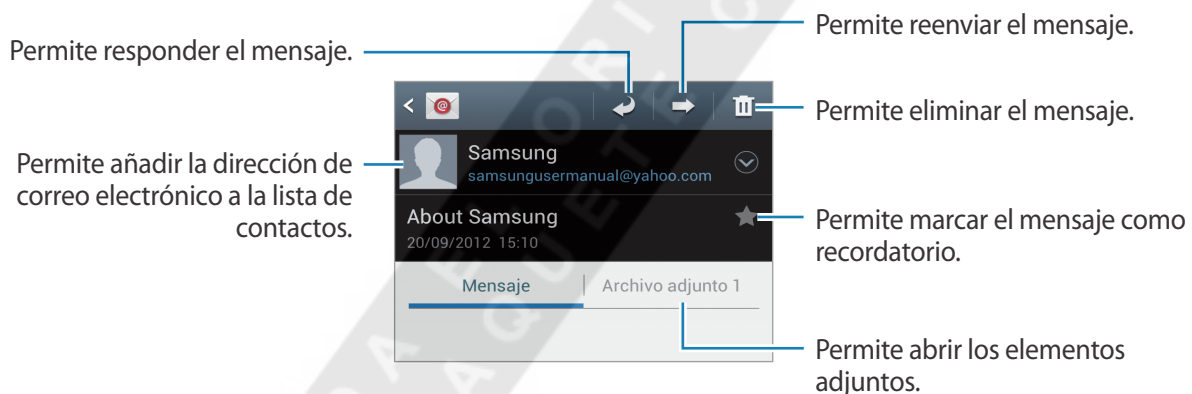 Permite responder el mensaje.
Permite reenviar el mensaje.
Permite eliminar el mensaje.
Samsung
samsungusermanual@yahoo.com
Permite añadir la dirección de
correo electrónico a la lista de
contactos.
About Samsung
20/09/2012 15:10
Permite marcar el mensaje como
recordatorio.
Mensaje
Archivo adjunto 1
Permite abrir los elementos
adjuntos.